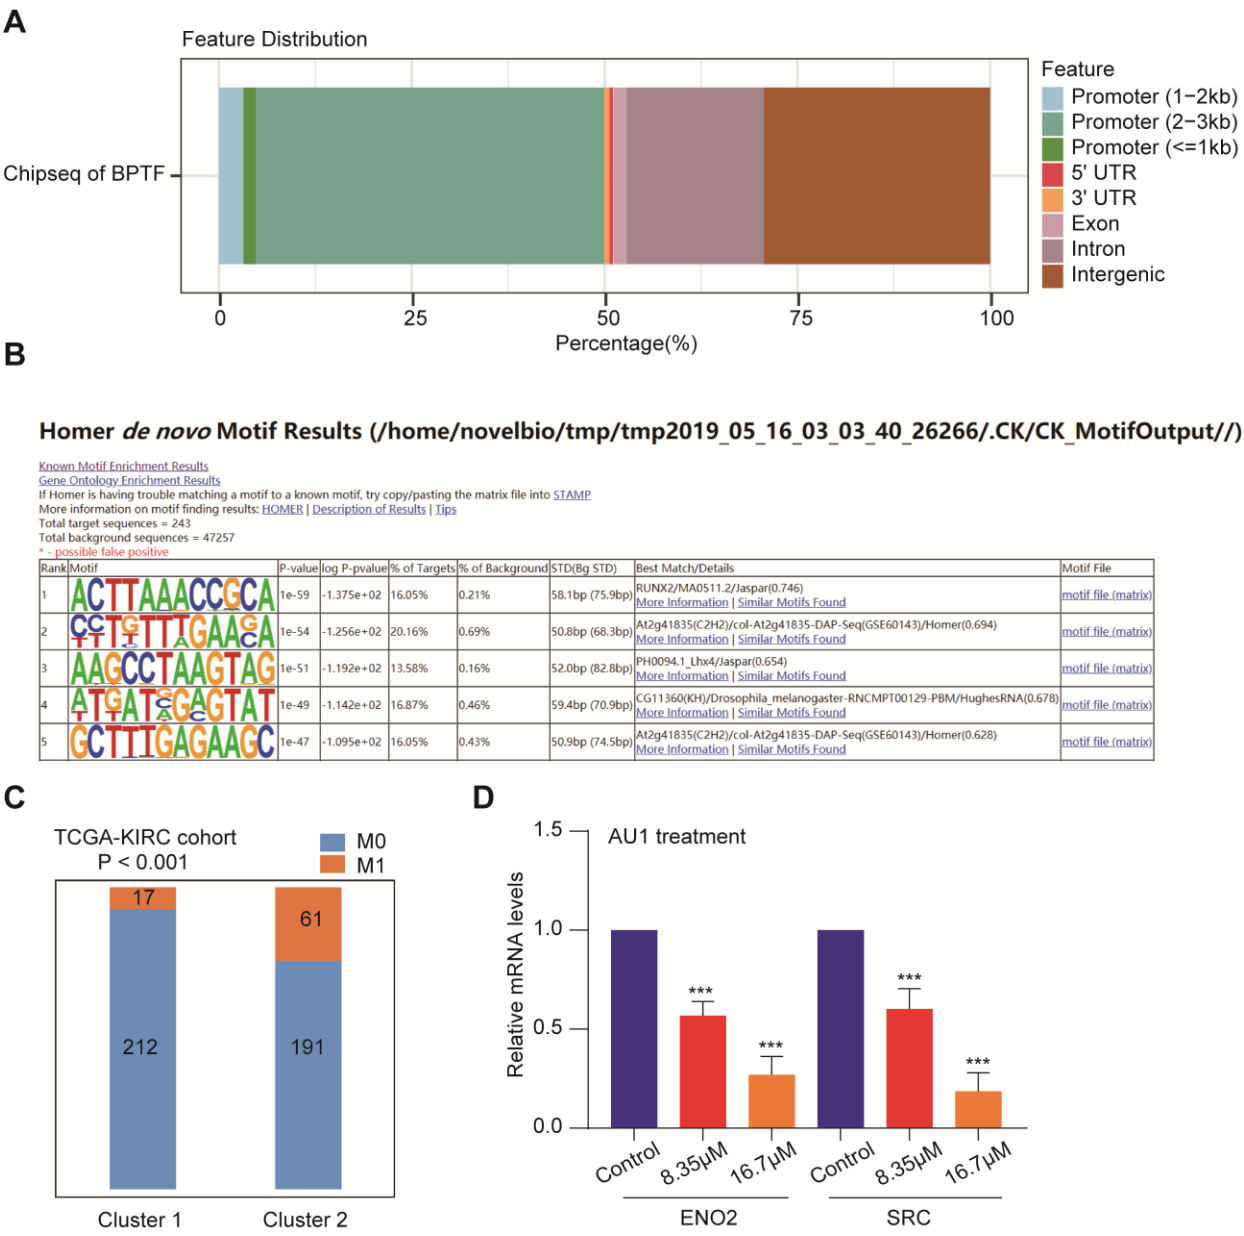 A
Feature Distribution
Chipseq of BPTF
0 25 50 75 100
Percentage(%)
Feature
Promoter (1−2kb)
Promoter (2−3kb)
Promoter (<=1kb)
5' UTR
3' UTR
Exon
Intron
Intergenic
B
Homer de novo Motif Results (/home/novelbio/tmp/tmp2019_05_16_03_03_40_26266/.CK/CK_MotifOutput//)
Known Motif Enrichment Results
Gene Ontology Enrichment Results
If Homer is having trouble matching a motif to a known motif, try copy/pasting the matrix file into STAMP
More information on motif finding results: HOMER | Description of Results | Tips
Total target sequences = 243
Total background sequences = 47257
* - possible false positive
Rank Motif P-value log P-pvalue % of Targets % of Background STD(Bg STD) Best Match/Details Motif File
1 ACTTAAACCGCA 1e-59 -1.375e+02 16.05% 0.21% 58.1bp (75.9bp) RUNX2/MA0511.2/Jaspar(0.746)
More Information | Similar Motifs Found motif file (matrix)
2 CCTGTTTGAAGA 1e-54 -1.256e+02 20.16% 0.69% 50.8bp (68.3bp) At2g41835(C2H2)/col-At2g41835-DAP-Seq(GSE60143)/Homer(0.694)
More Information | Similar Motifs Found motif file (matrix)
3 AAGCCTAAGTAG 1e-51 -1.192e+02 13.58% 0.16% 52.0bp (82.8bp) PH0094.1_Lhx4/Jaspar(0.654)
More Information | Similar Motifs Found motif file (matrix)
4 ATGATCGAGTAT 1e-49 -1.142e+02 16.87% 0.46% 59.4bp (70.9bp) CG11360(KH)/Drosophila_melanogaster-RNCMPT00129-PBM/HughesRNA(0.678)
More Information | Similar Motifs Found motif file (matrix)
5 GCTTTGAGAAGC 1e-47 -1.095e+02 16.05% 0.43% 50.9bp (74.5bp) At2g41835(C2H2)/col-At2g41835-DAP-Seq(GSE60143)/Homer(0.628)
More Information | Similar Motifs Found motif file (matrix)
C
TCGA-KIRC cohort
P < 0.001
M0
M1
17
61
212
191
Cluster 1 Cluster 2
D
AU1 treatment
Relative mRNA levels
1.5
1.0
0.5
0.0
*** *** *** ***
Control 8.35µM 16.7µM Control 8.35µM 16.7µM
ENO2 SRC